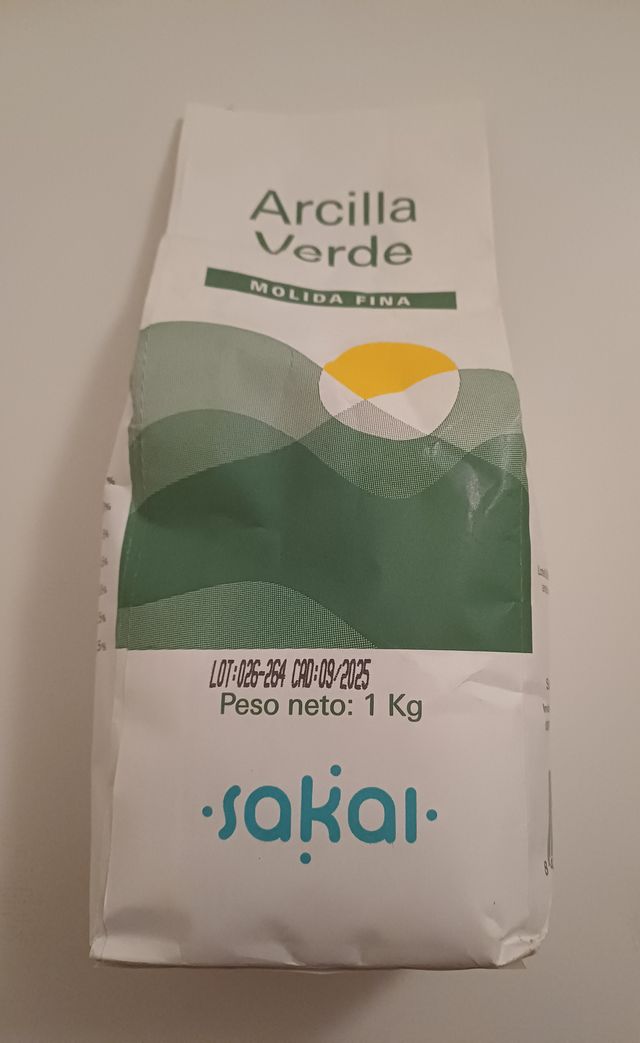 Arcilla
Verde
MOLIDA FINA
LOT:026-264 CAD:09/2025
Peso neto: 1 Kg
sakai